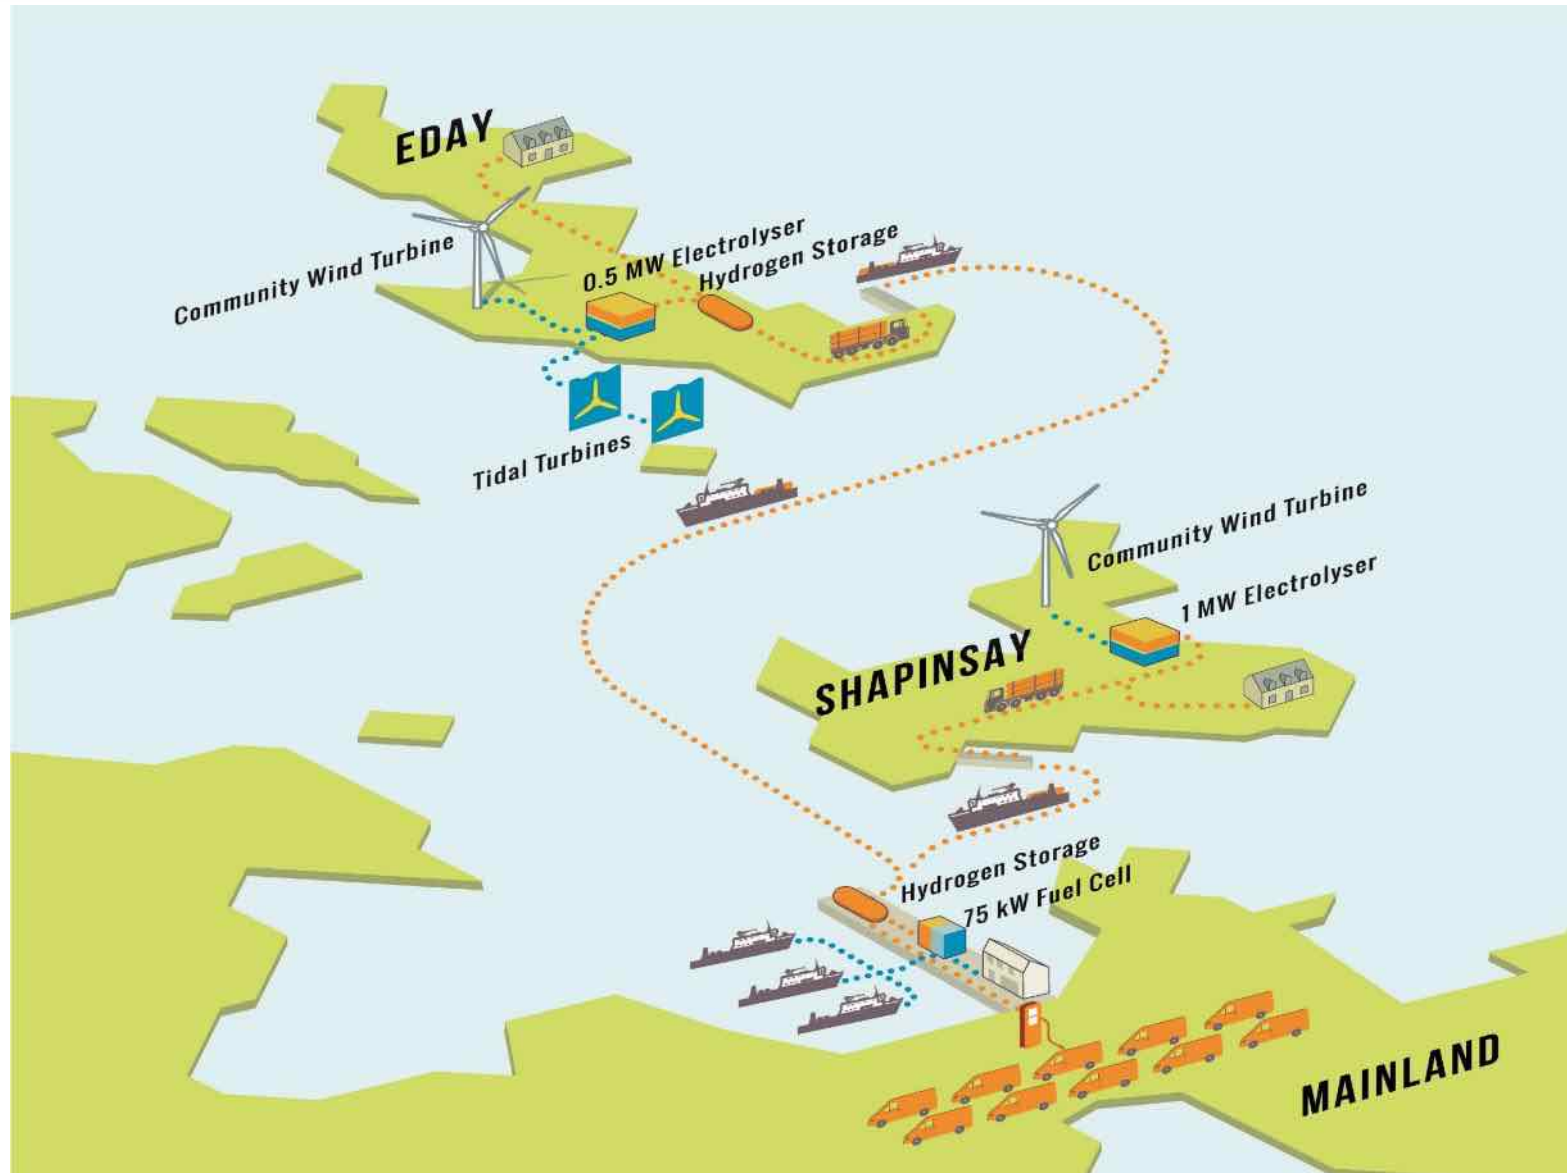 EDAY
Community Wind Turbine
0.5 MW Electrolyser
Hydrogen Storage
Tidal Turbines
Community Wind Turbine
1 MW Electrolyser
SHAPINSAY
Hydrogen Storage
75 kW Fuel Cell
MAINLAND